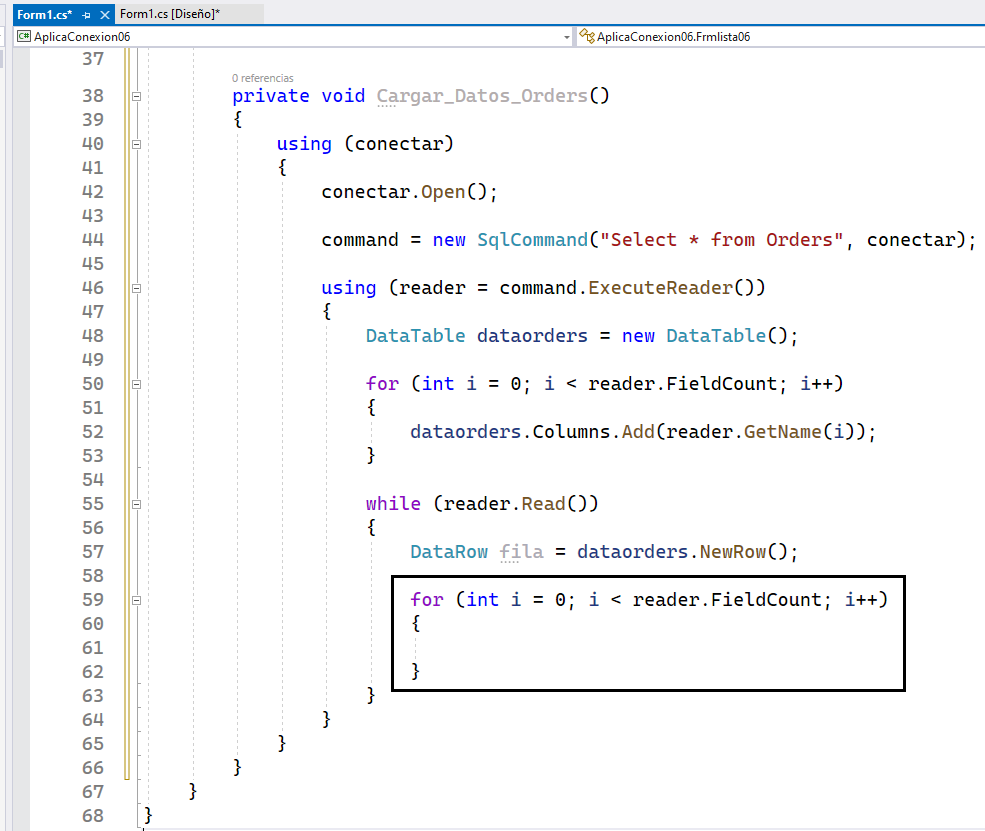 Form1.cs*
Form1.cs [Diseño]*
AplicaConexion06
AplicaConexion06.Frmlista06
37
0 referencias
38 private void Cargar_Datos_Orders()
39 {
40 using (conectar)
41 {
42 conectar.Open();
43
44 command = new SqlCommand("Select * from Orders", conectar);
45
46 using (reader = command.ExecuteReader())
47 {
48 DataTable dataorders = new DataTable();
49
50 for (int i = 0; i < reader.FieldCount; i++)
51 {
52 dataorders.Columns.Add(reader.GetName(i));
53 }
54
55 while (reader.Read())
56 {
57 DataRow fila = dataorders.NewRow();
58
59 for (int i = 0; i < reader.FieldCount; i++)
60 {
61
62 }
63 }
64 }
65 }
66 }
67 }
68 }